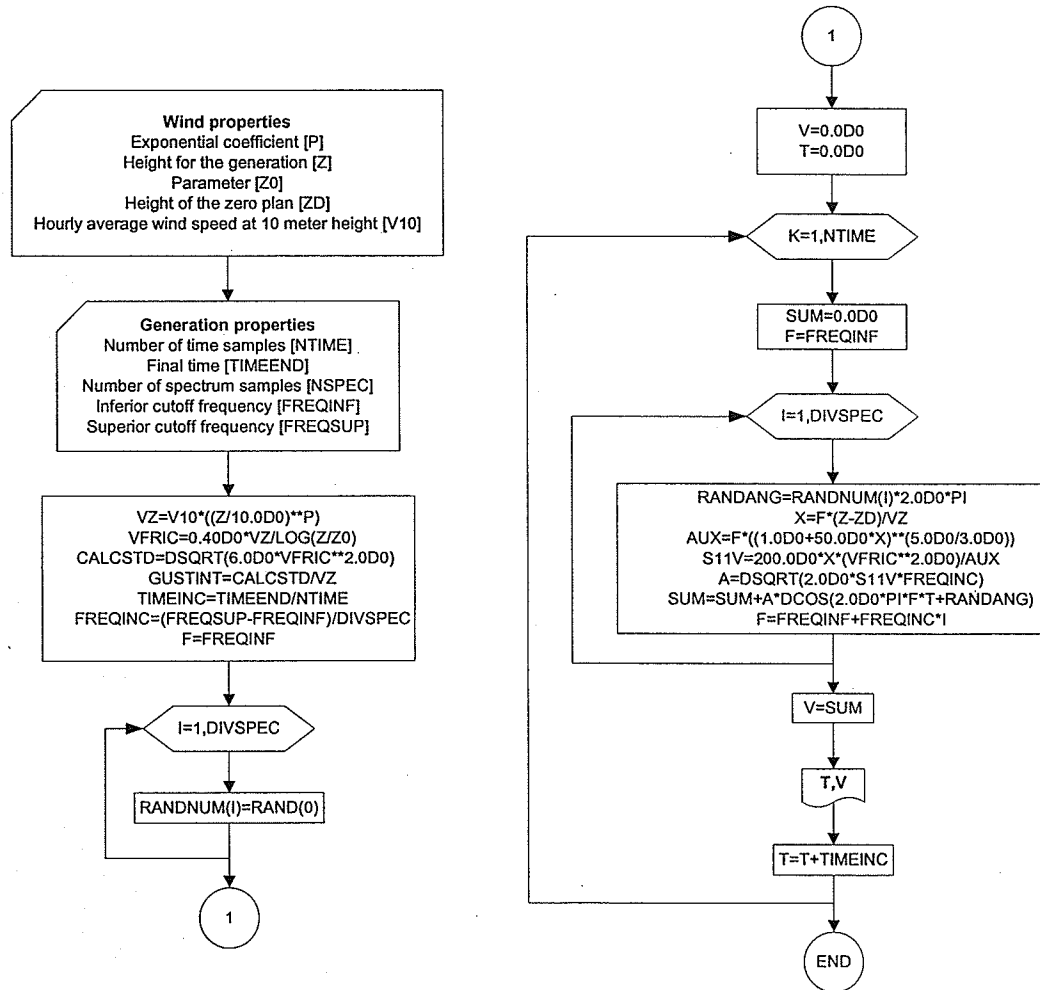 Wind properties
Exponential coefficient [P]
Height for the generation [Z]
Parameter [Z0]
Height of the zero plan [ZD]
Hourly average wind speed at 10 meter height [V10]
Generation properties
Number of time samples [NTIME]
Final time [TIMEEND]
Number of spectrum samples [NSPEC]
Inferior cutoff frequency [FREQINF]
Superior cutoff frequency [FREQSUP]
VZ=V10*((Z/10.0D0)**P)
VFRIC=0.40D0*VZ/LOG(Z/Z0)
CALCSTD=DSQRT(6.0D0*VFRIC**2.0D0)
GUSTINT=CALCSTD/VZ
TIMEINC=TIMEEND/NTIME
FREQINC=(FREQSUP-FREQINF)/DIVSPEC
F=FREQINF
I=1,DIVSPEC
RANDNUM(I)=RAND(0)
1
1
V=0.0D0
T=0.0D0
K=1,NTIME
SUM=0.0D0
F=FREQINF
I=1,DIVSPEC
RANDANG=RANDNUM(I)*2.0D0*PI
X=F*(Z-ZD)/VZ
AUX=F*((1.0D0+50.0D0*X)**(5.0D0/3.0D0))
S11V=200.0D0*X*(VFRIC**2.0D0)/AUX
A=DSQRT(2.0D0*S11V*FREQINC)
SUM=SUM+A*DCOS(2.0D0*PI*F*T+RANDANG)
F=FREQINF+FREQINC*I
V=SUM
T,V
T=T+TIMEINC
END